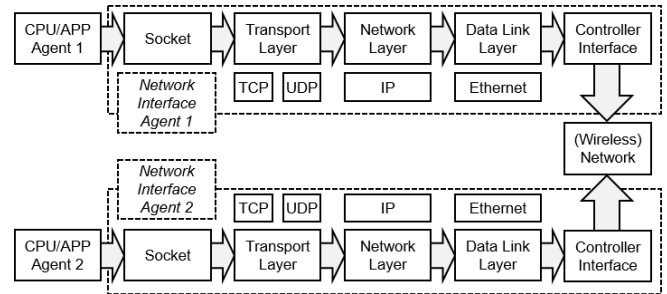 CPU/APP
Agent 1
Socket
Transport
Layer
Network
Layer
Data Link
Layer
Controller
Interface
Network
Interface
Agent 1
TCP
UDP
IP
Ethernet
(Wireless)
Network
Network
Interface
Agent 2
TCP
UDP
IP
Ethernet
CPU/APP
Agent 2
Socket
Transport
Layer
Network
Layer
Data Link
Layer
Controller
Interface